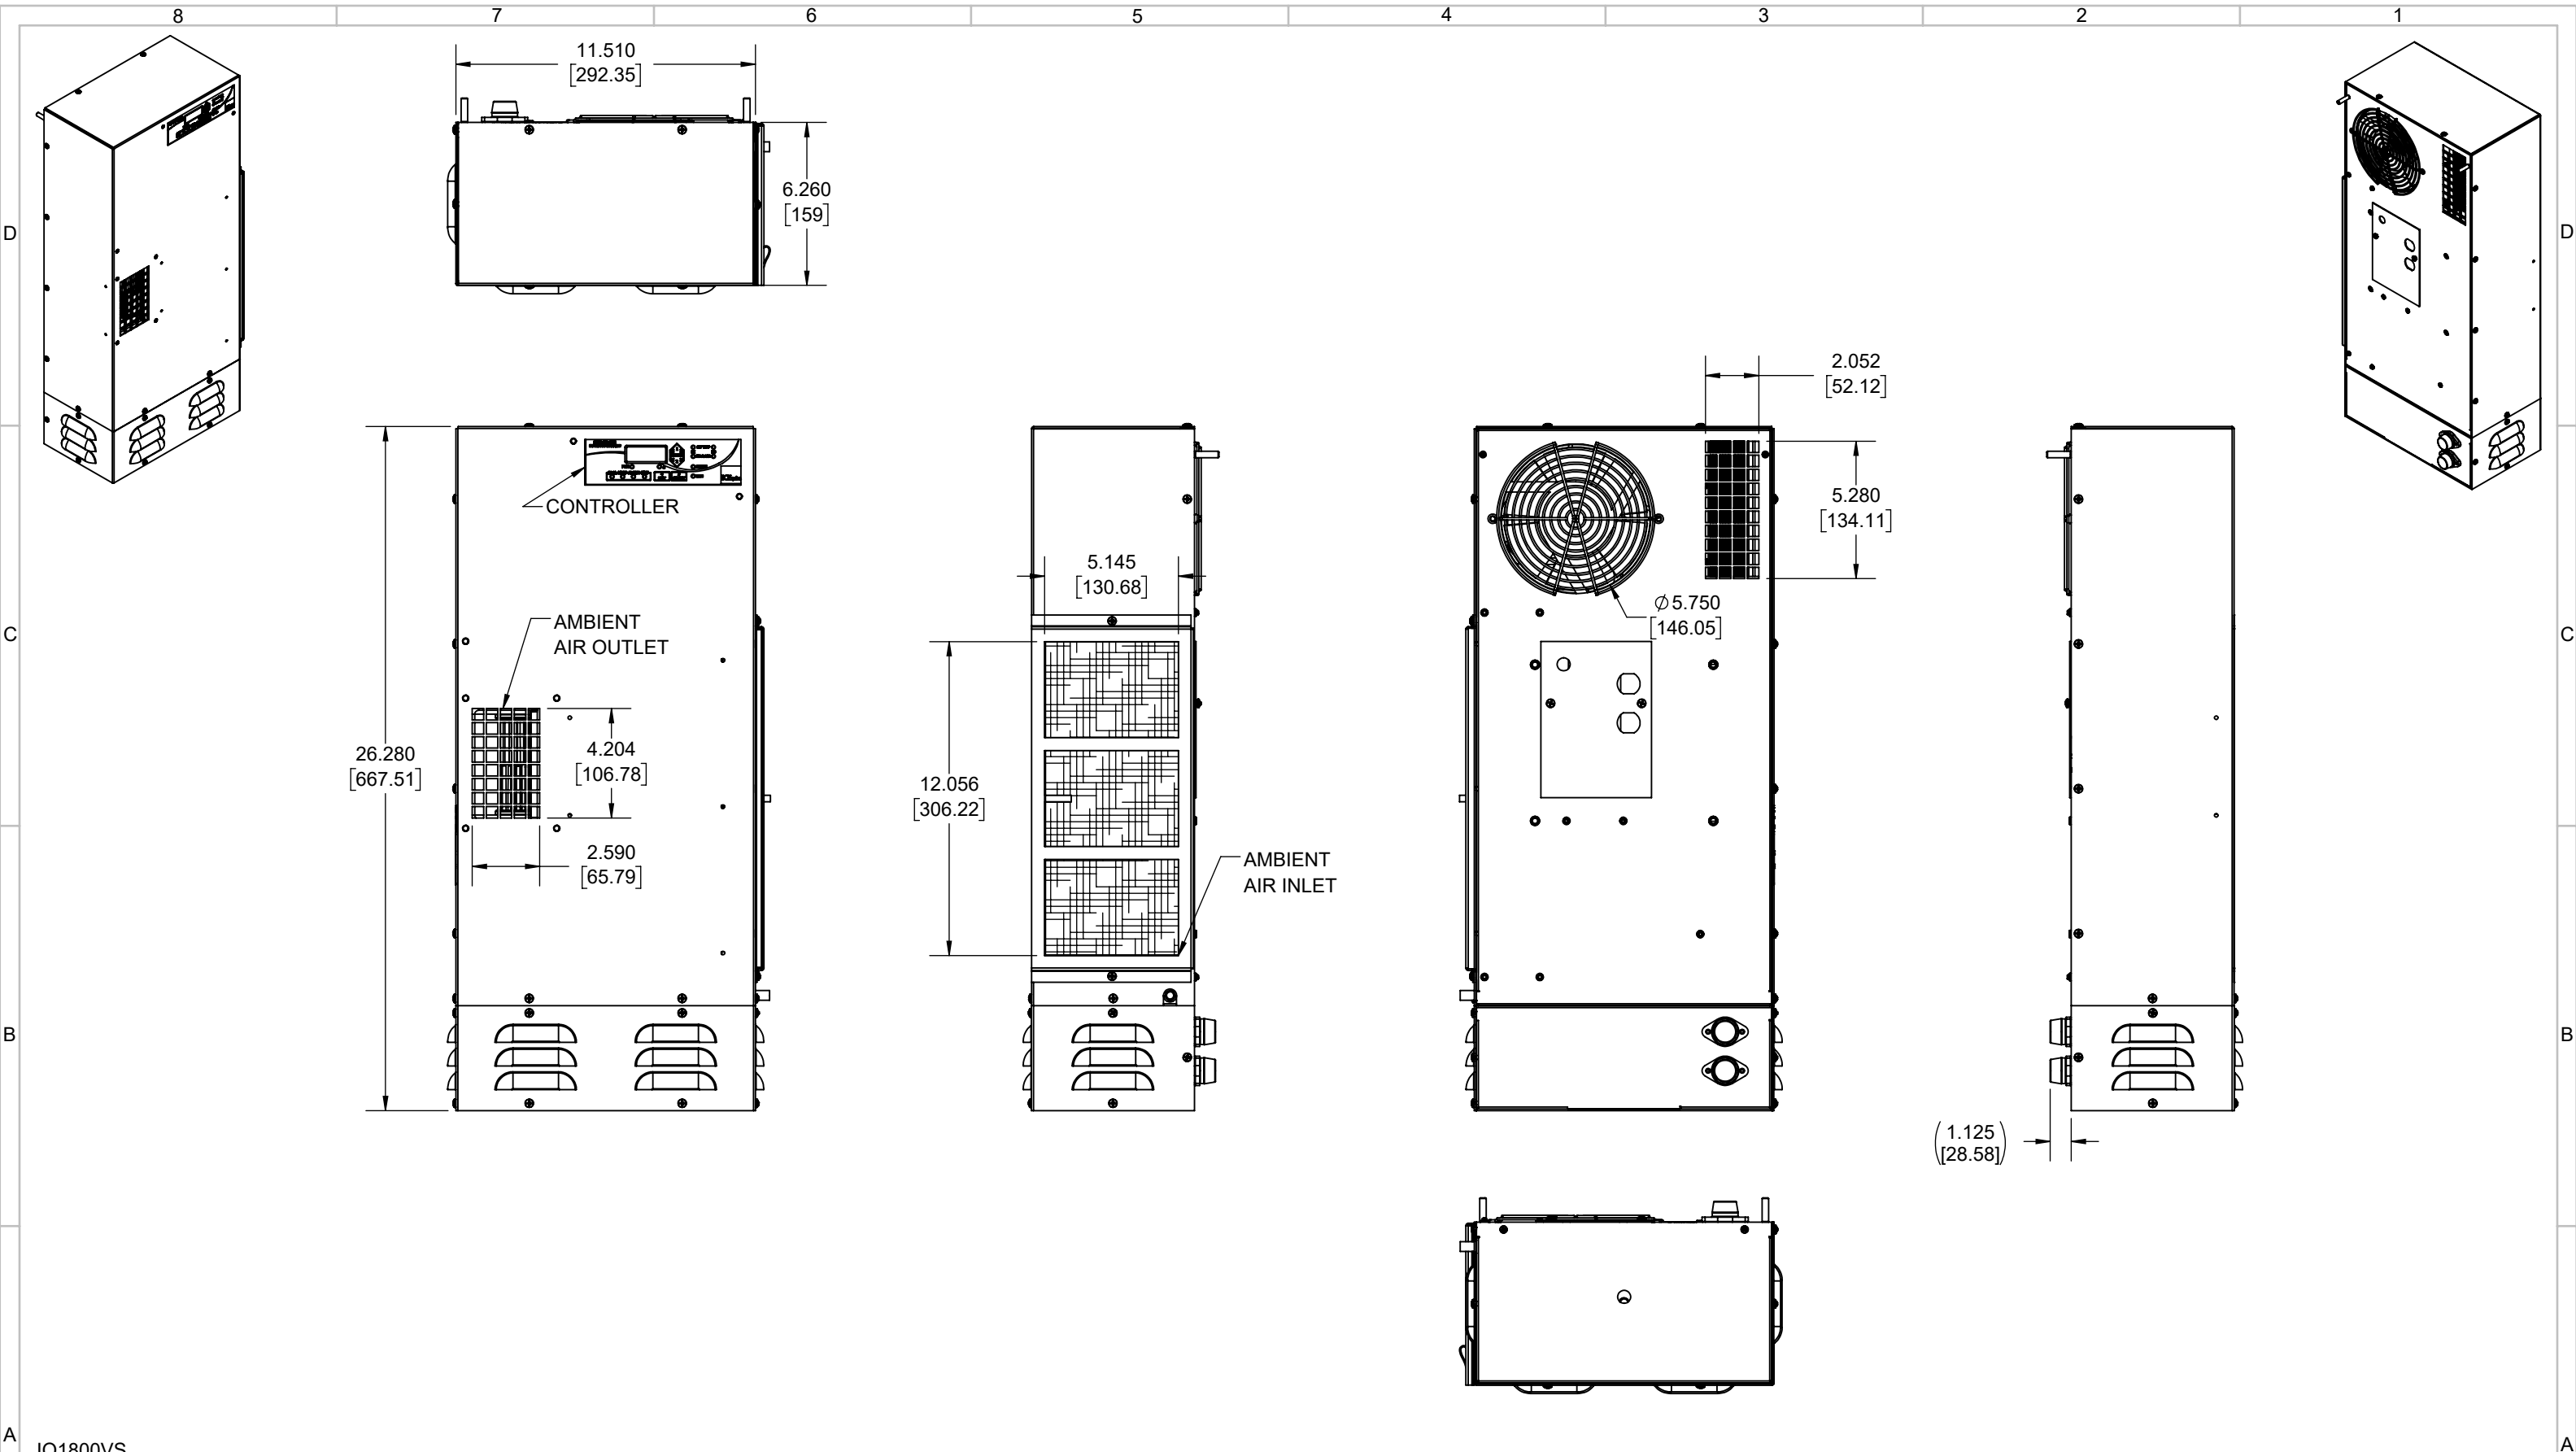 8 7 6 5 4 3 2 1
11.510
[292.35]
6.260
[159]
D
D
2.052
[52.12]
CONTROLLER
5.280
[134.11]
5.145
[130.68]
⌀5.750
[146.05]
AMBIENT
AIR OUTLET
C
C
4.204
[106.78]
26.280
[667.51]
12.056
[306.22]
2.590
[65.79]
AMBIENT
AIR INLET
B
B
(1.125
[28.58])
A
A
IQ1800VS